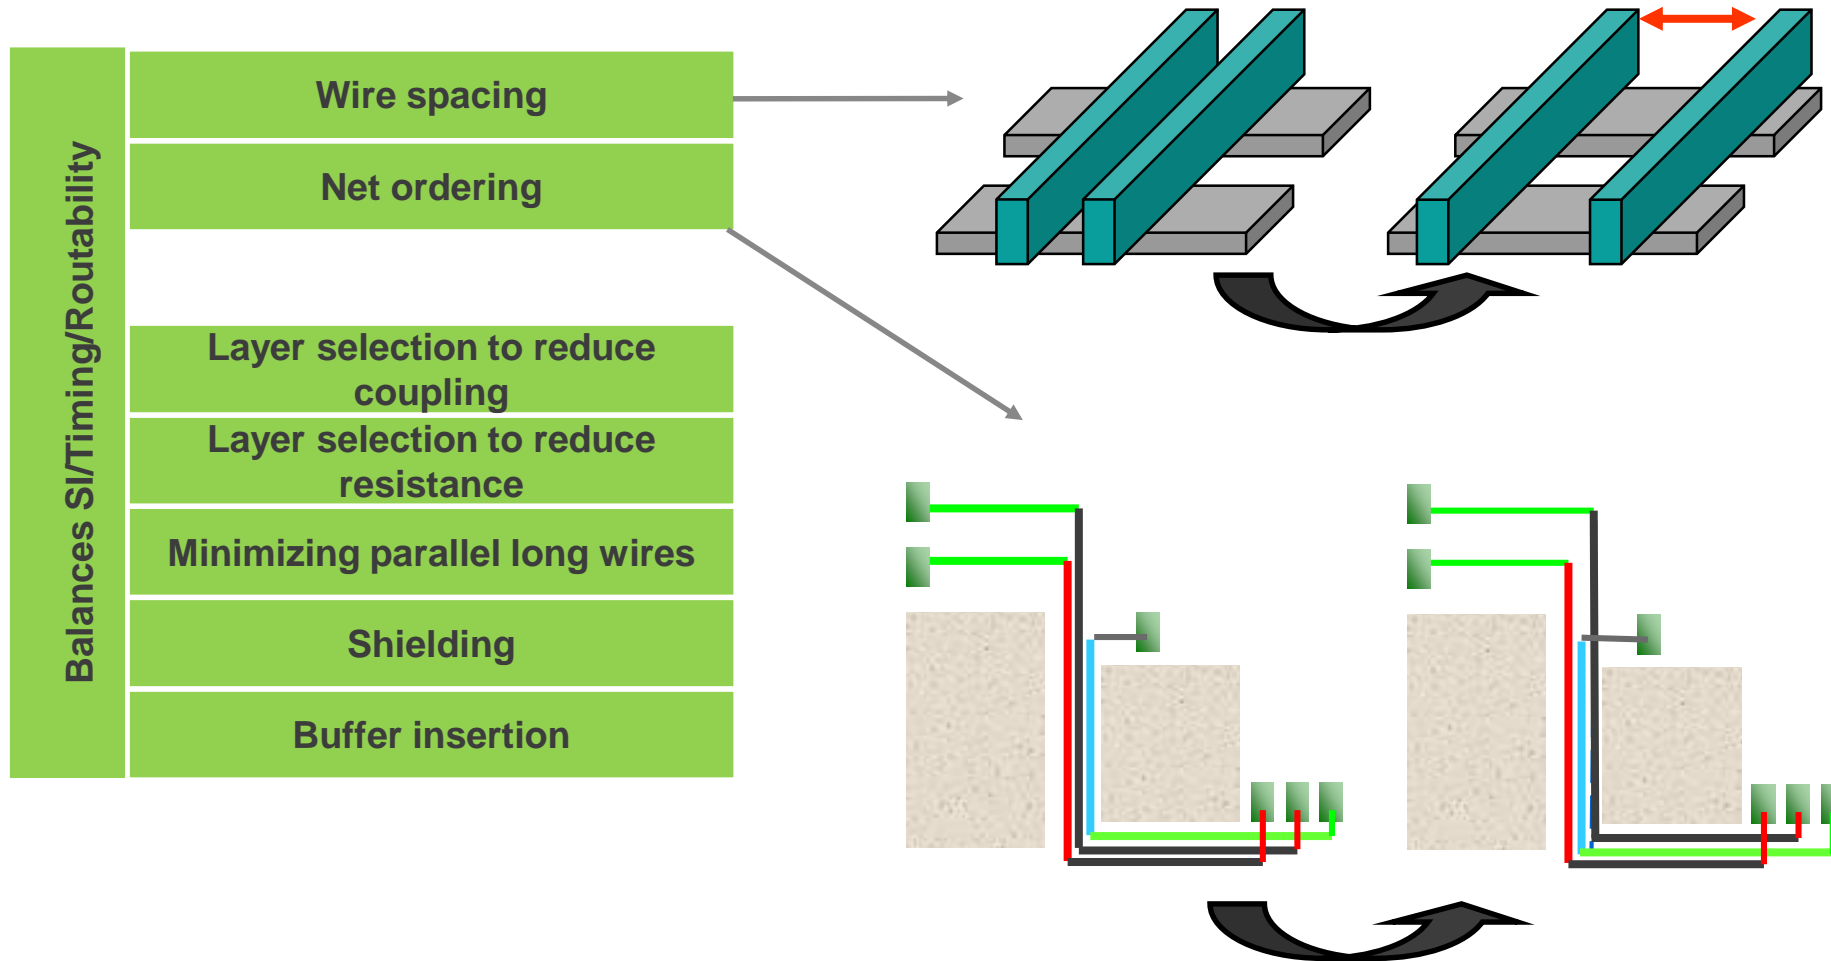 Balances SI/Timing/Routability
Wire spacing
Net ordering
Layer selection to reduce
coupling
Layer selection to reduce
resistance
Minimizing parallel long wires
Shielding
Buffer insertion